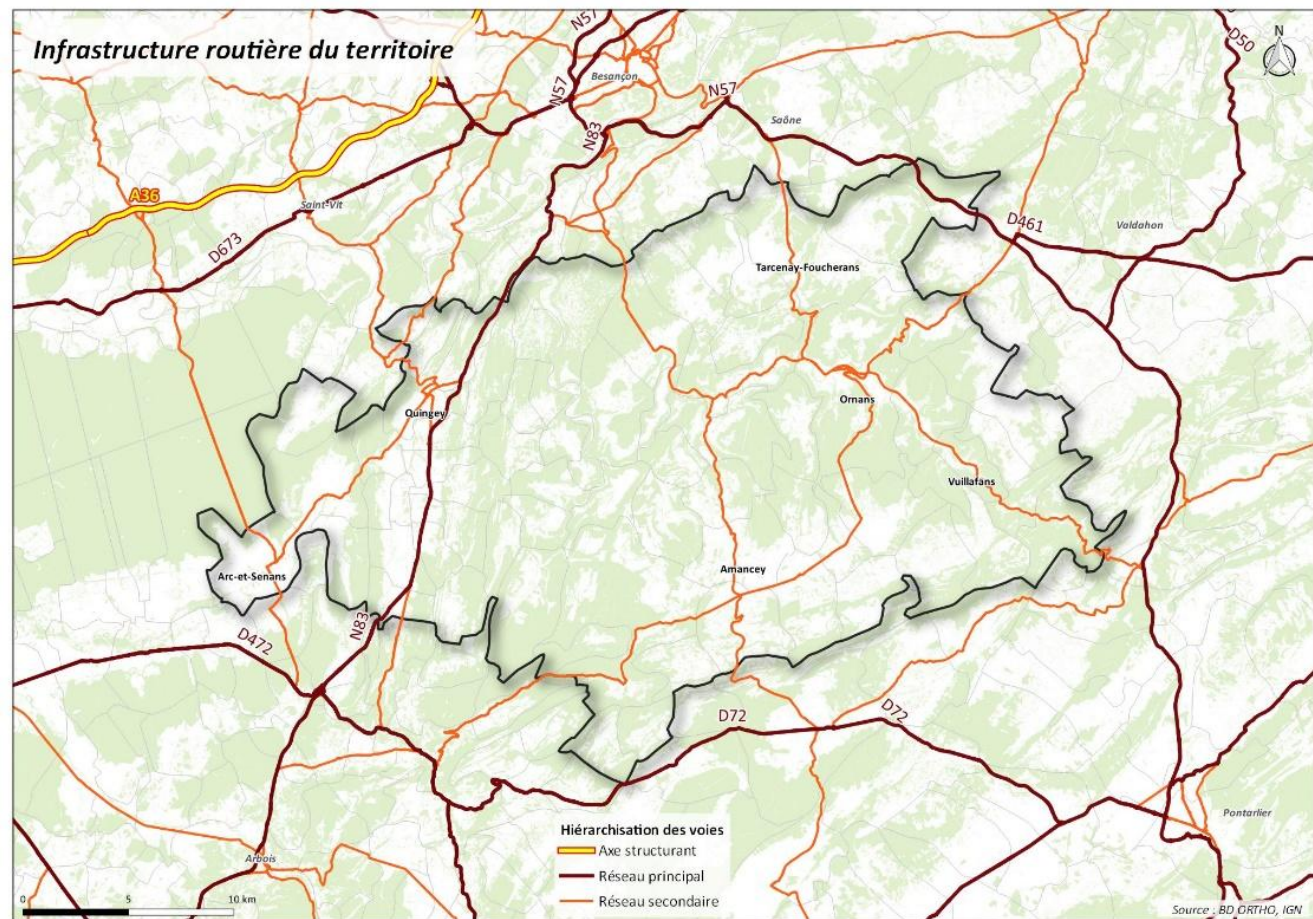 Infrastructure routière du territoire
N
N57
D50
Besançon
N57
N57
N83
Saône
A36
Saint-Vit
D673
D461
Valdahon
Tarcenay-Foucherans
Quingey
Ornans
Vuillafans
Arc-et-Senans
Amancey
N83
D472
D72
D72
Pontarlier
Arbois
Hiérarchisation des voies
Axe structurant
Réseau principal
Réseau secondaire
0 5 10 km
Source : BD ORTHO, IGN